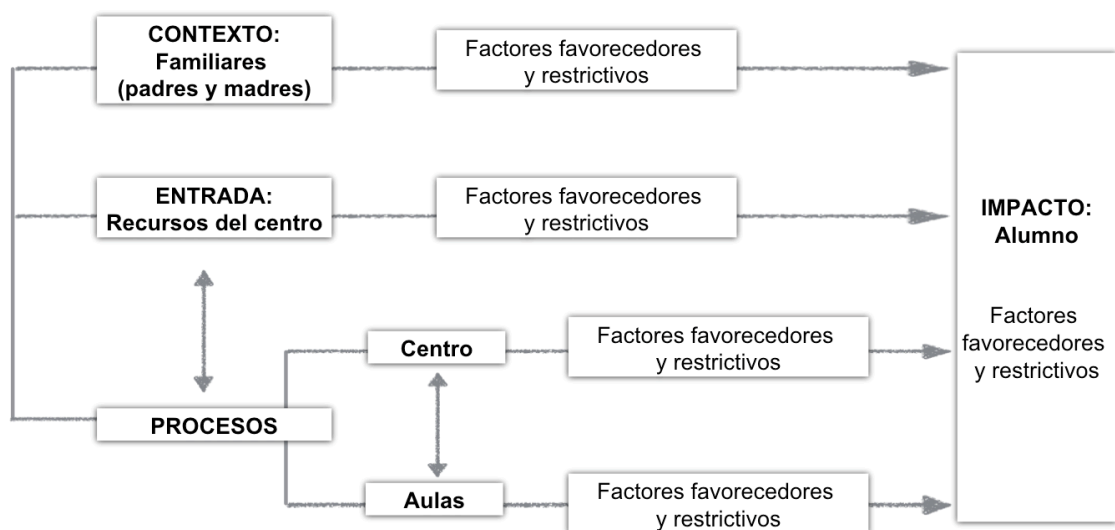 CONTEXTO:
Familiares
(padres y madres)
Factores favorecedores
y restrictivos
ENTRADA:
Recursos del centro
Factores favorecedores
y restrictivos
IMPACTO:
Alumno
Factores
favorecedores
y restrictivos
Centro
Factores favorecedores
y restrictivos
PROCESOS
Aulas
Factores favorecedores
y restrictivos